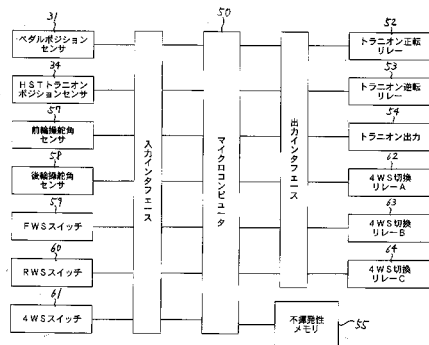 31
ペダルポジション
センサ
34
HSTトラニオン
ポジションセンサ
57
前輪操舵角
センサ
58
後輪操舵角
センサ
59
FWSスイッチ
60
RWSスイッチ
61
4WSスイッチ
入力インタフェース
50
マイクロコンピュータ
出力インタフェース
52
トラニオン正転
リレー
53
トラニオン逆転
リレー
54
トラニオン出力
62
4WS切換
リレーA
63
4WS切換
リレーB
64
4WS切換
リレーC
不揮発性
メモリ
55